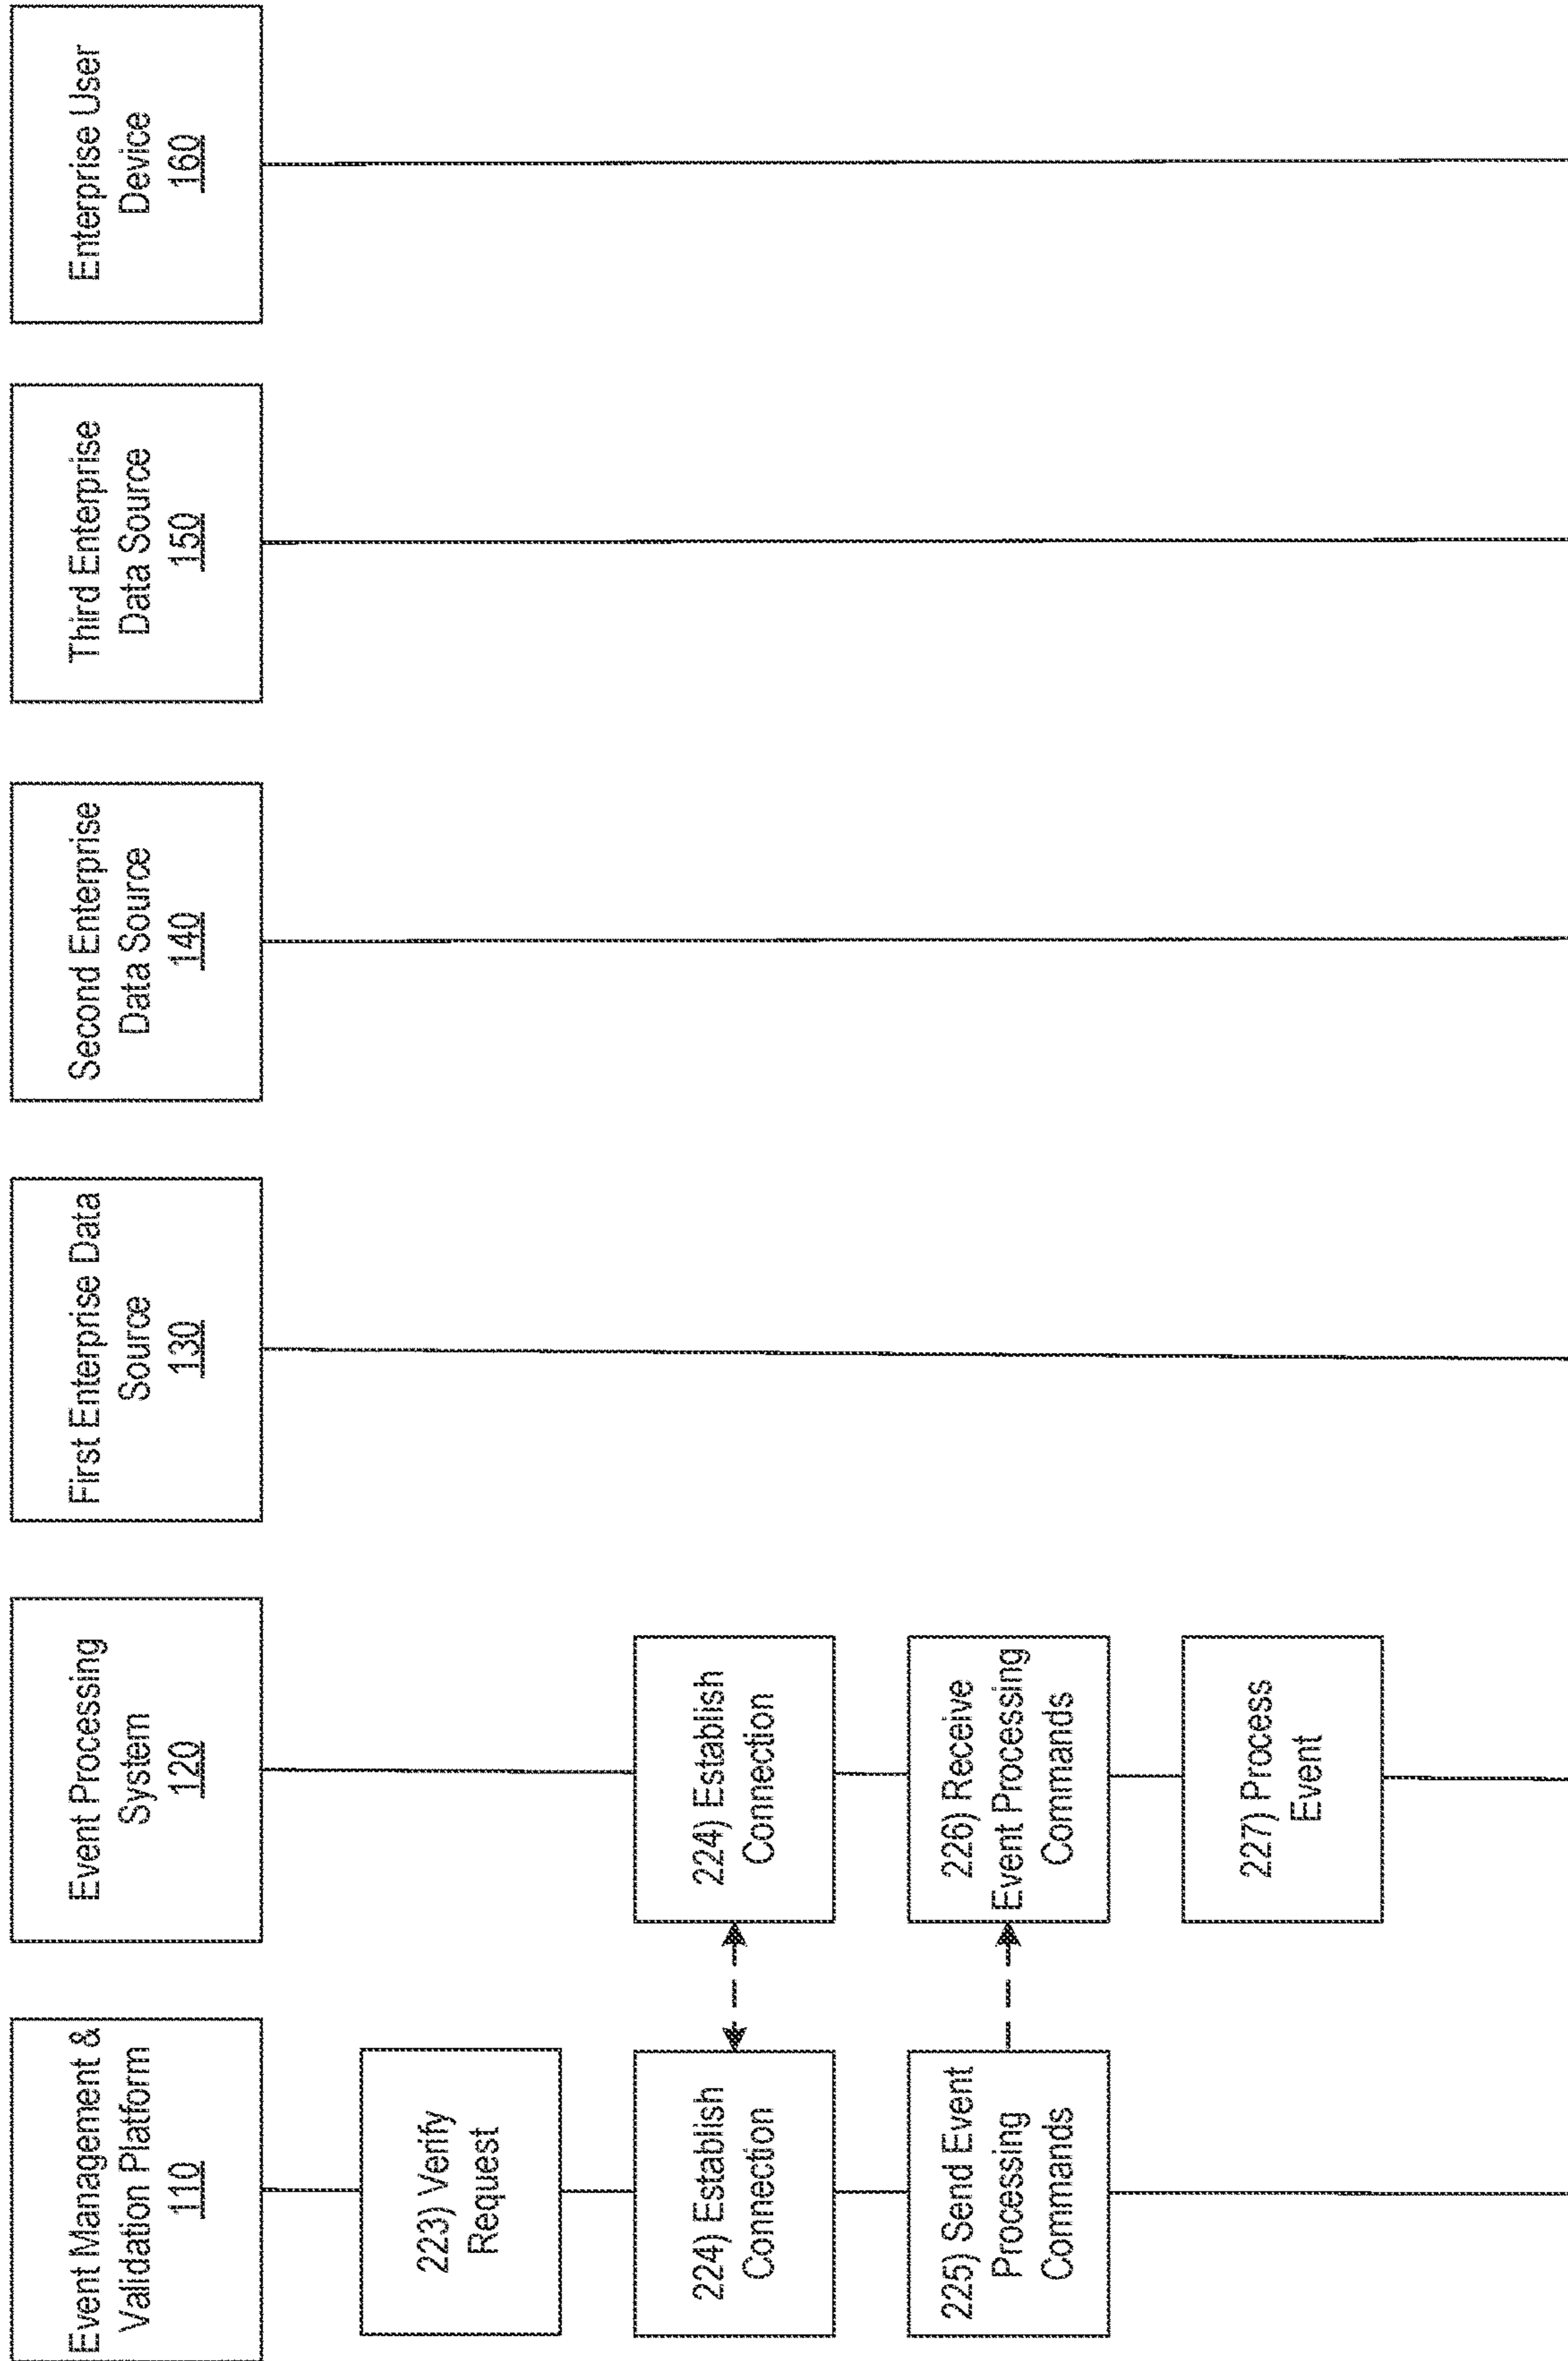 Event Management &
Validation Platform
110
Event Processing
System
120
First Enterprise Data
Source
130
Second Enterprise
Data Source
140
Third Enterprise
Data Source
150
Enterprise User
Device
160
223) Verify
Request
224) Establish
Connection
224) Establish
Connection
225) Send Event
Processing
Commands
226) Receive
Event Processing
Commands
227) Process
Event